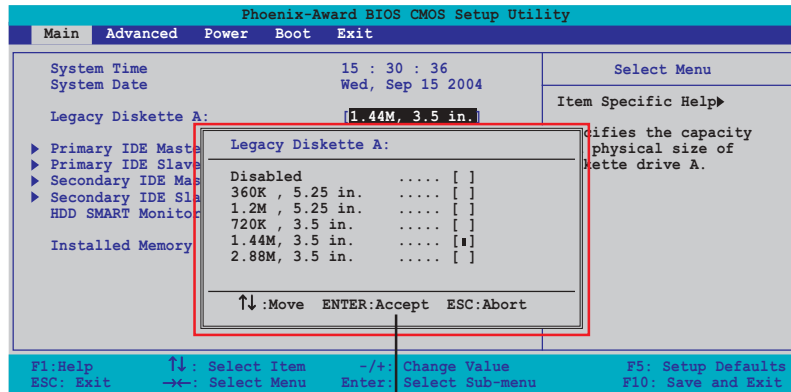 Phoenix-Award BIOS CMOS Setup Utility
Main Advanced Power Boot Exit
System Time 15 : 30 : 36
System Date Wed, Sep 15 2004
Legacy Diskette A: [1.44M, 3.5 in.]
Primary IDE Maste
Primary IDE Slave
Secondary IDE Mas
Secondary IDE Sla
HDD SMART Monitor
Installed Memory
Select Menu
Item Specific Help▶
cifies the capacity
physical size of
kette drive A.
Legacy Diskette A:
Disabled ..... [ ]
360K , 5.25 in. ..... [ ]
1.2M , 5.25 in. ..... [ ]
720K , 3.5 in. ..... [ ]
1.44M, 3.5 in. ..... [▮]
2.88M, 3.5 in. ..... [ ]
↑↓ :Move ENTER:Accept ESC:Abort
F1:Help ↑↓ : Select Item -/+: Change Value F5: Setup Defaults
ESC: Exit →←: Select Menu Enter: Select Sub-menu F10: Save and Exit